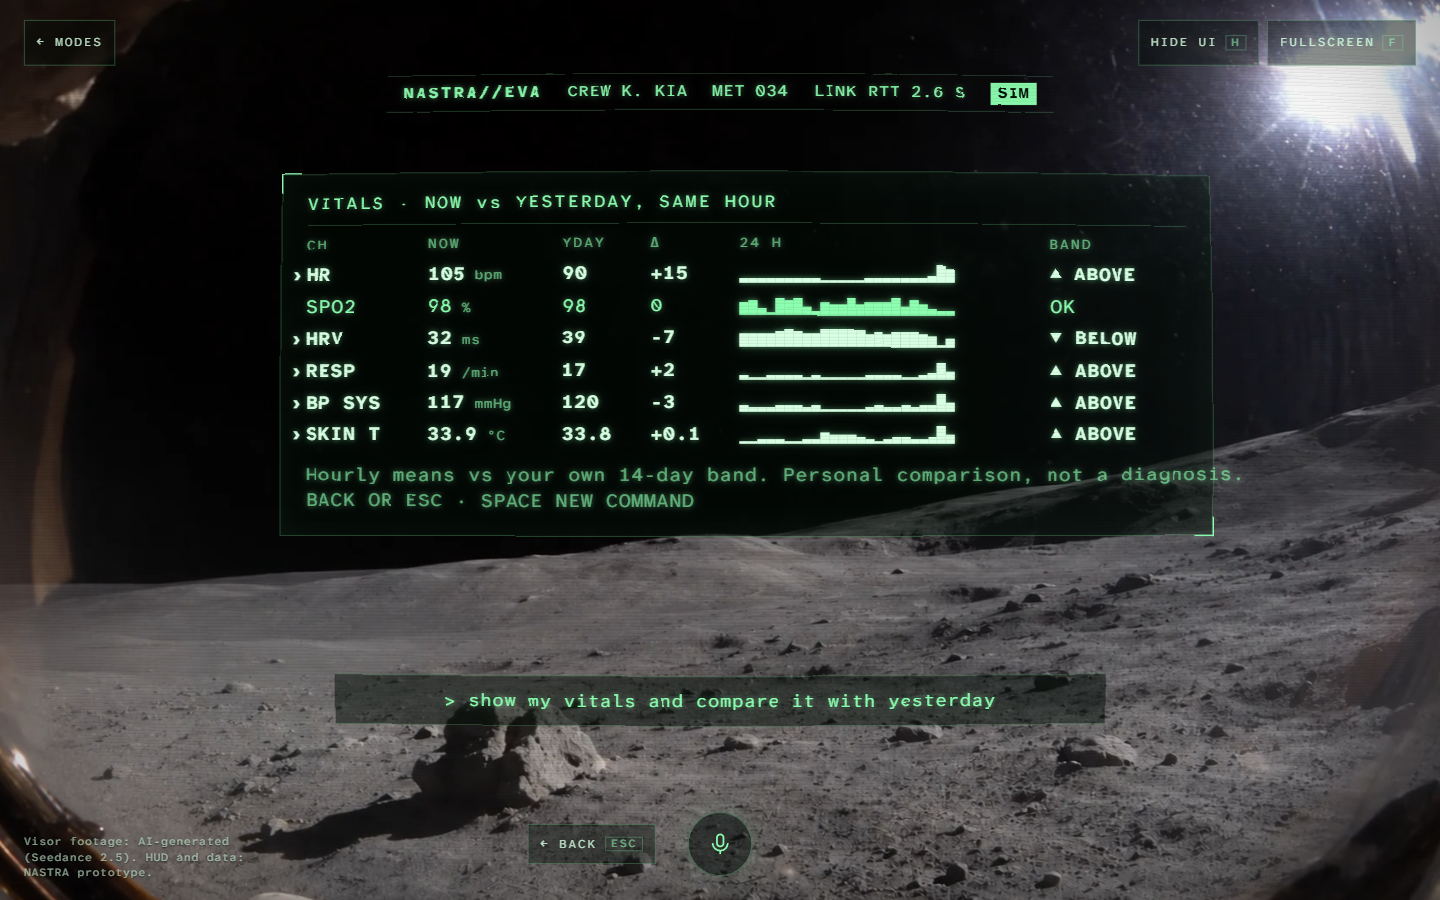 ← MODES
HIDE UI H
FULLSCREEN F
NASTRA//EVA CREW K. KIA MET 034 LINK RTT 2.6 S SIM
VITALS · NOW vs YESTERDAY, SAME HOUR
CH NOW YDAY Δ 24 H BAND
› HR 105 bpm 90 +15 ▲ ABOVE
SPO2 98 % 98 0 OK
› HRV 32 ms 39 -7 ▼ BELOW
› RESP 19 /min 17 +2 ▲ ABOVE
› BP SYS 117 mmHg 120 -3 ▲ ABOVE
› SKIN T 33.9 °C 33.8 +0.1 ▲ ABOVE
Hourly means vs your own 14-day band. Personal comparison, not a diagnosis.
BACK OR ESC · SPACE NEW COMMAND
> show my vitals and compare it with yesterday
← BACK ESC
Visor footage: AI-generated
(Seedance 2.5). HUD and data:
NASTRA prototype.